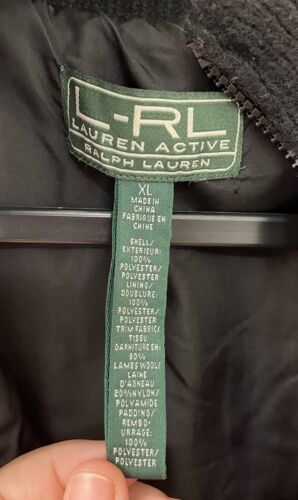 L-RL
LAUREN ACTIVE
RALPH LAUREN
XL
MADE IN
CHINA
FABRIQUE EN
CHINE
SHELL/
EXTERIEUR:
100%
POLYESTER/
POLYESTER
LINING/
DOUBLURE:
100%
POLYESTER/
POLYESTER
TRIM FABRIC/
TISSU
GARNITURE EN:
80%
LAMBS WOOL/
LAINE
D'AGNEAU
20% NYLON/
POLYAMIDE
PADDING/
REMBO-
URRAGE:
100%
POLYESTER/
POLYESTER